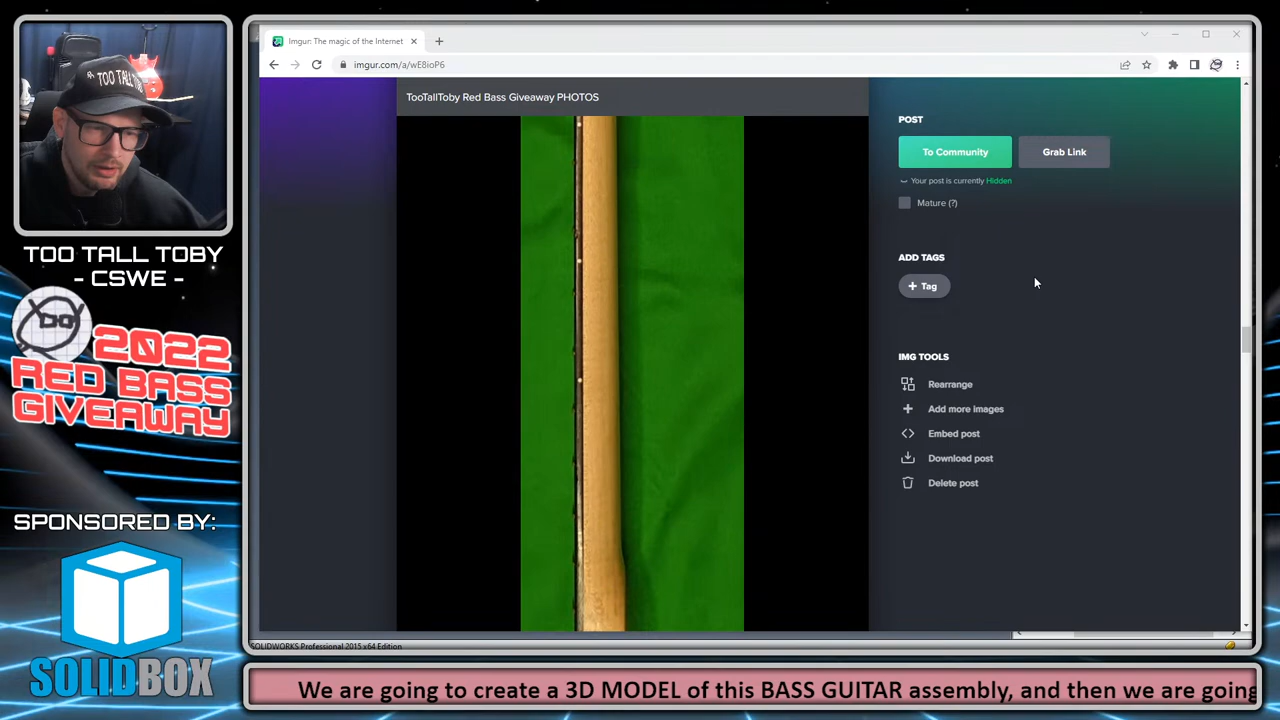 TOO TALL TOBY
TOO TALL TOBY
- CSWE -
2022
RED BASS
GIVEAWAY
SPONSORED BY:
SOLIDBOX
Imgur: The magic of the Internet
imgur.com/a/wE8ioP6
TooTallToby Red Bass Giveaway PHOTOS
POST
To Community
Grab Link
Your post is currently Hidden
Mature (?)
ADD TAGS
+ Tag
IMG TOOLS
Rearrange
Add more images
Embed post
Download post
Delete post
SOLIDWORKS Professional 2015 x64 Edition
We are going to create a 3D MODEL of this BASS GUITAR assembly, and then we are going